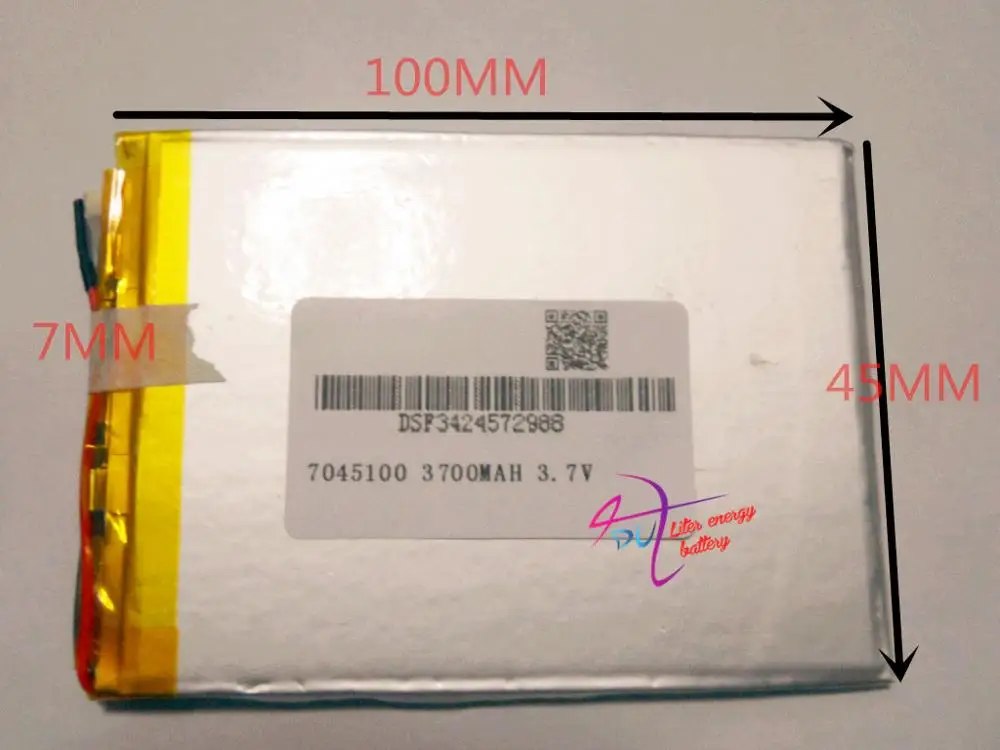 100MM
7MM
45MM
DSF3424572988
7045100 3700MAH 3.7V
Liter energy
battery